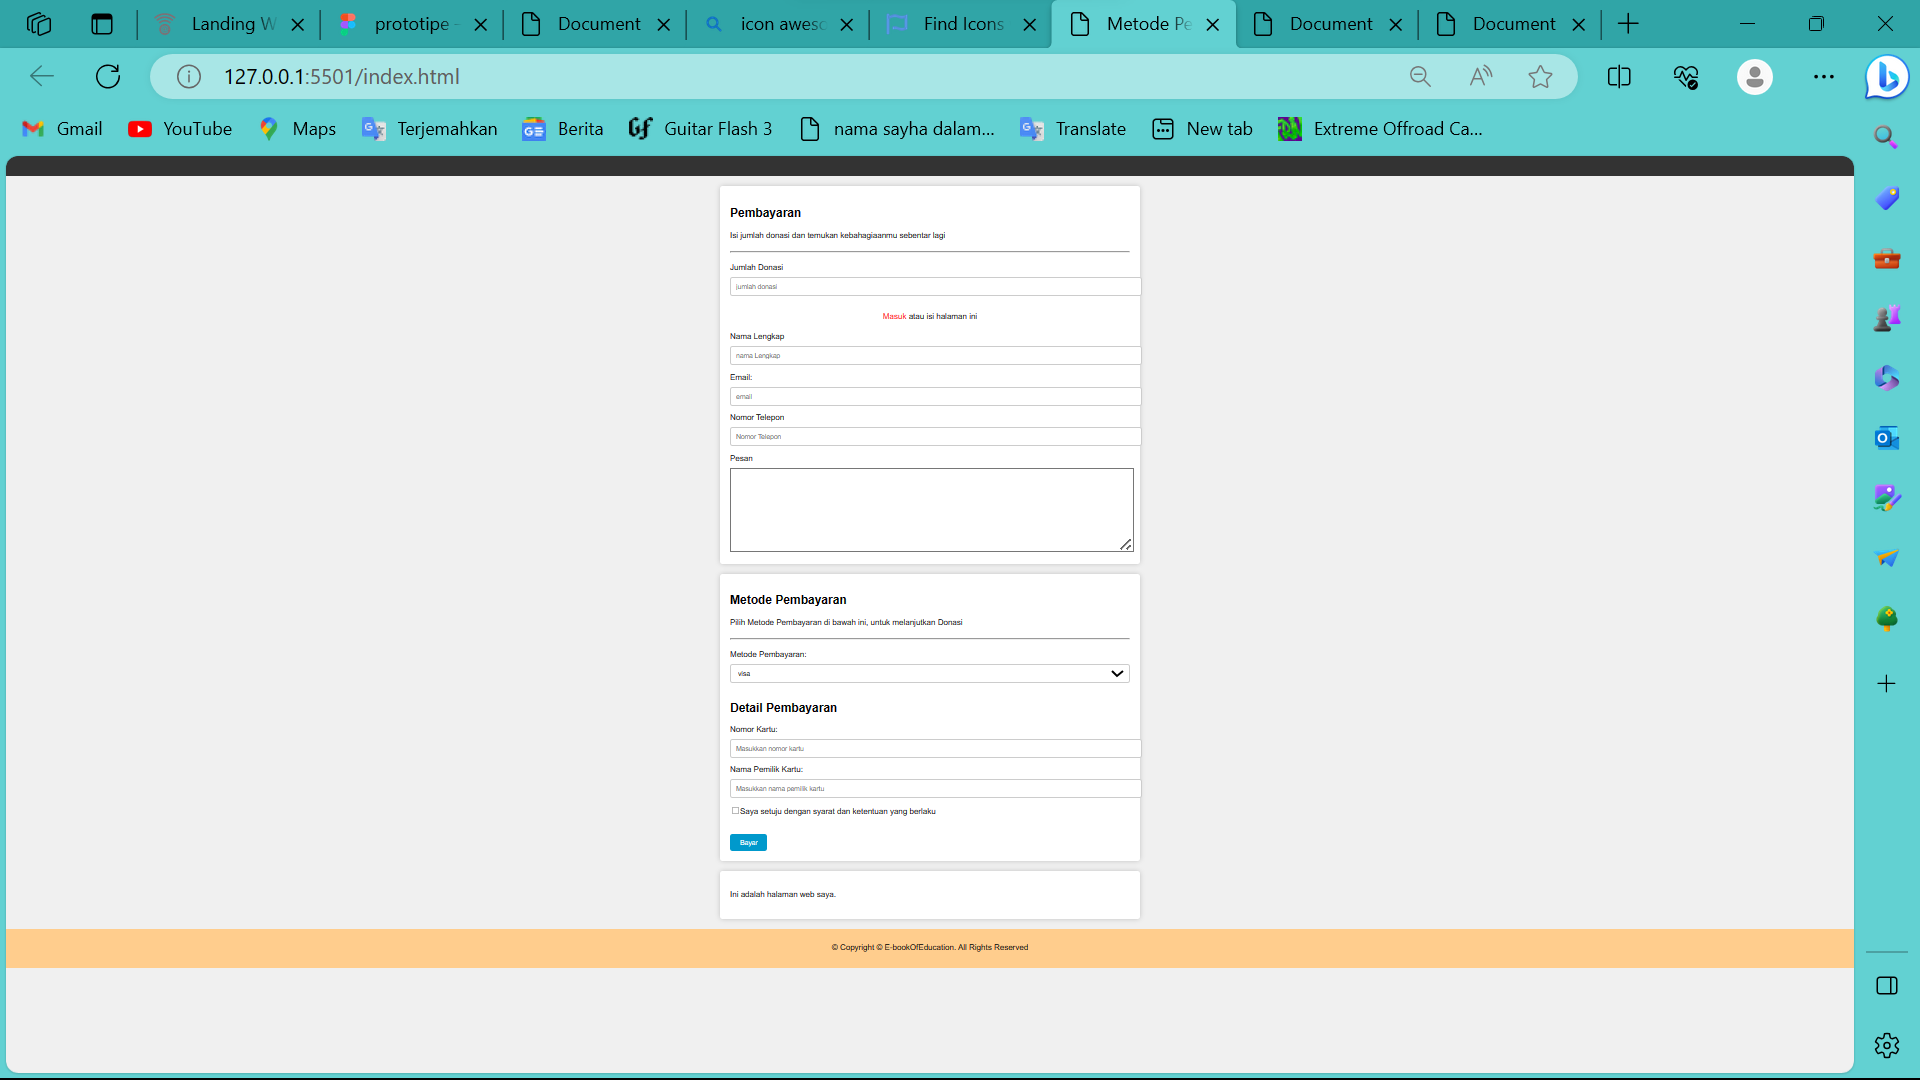 Landing W
prototipe -
Document
icon awesc
Find Icons
Metode Pe
Document
Document
127.0.0.1:5501/index.html
Gmail
YouTube
Maps
Terjemahkan
Berita
Guitar Flash 3
nama sayha dalam...
Translate
New tab
Extreme Offroad Ca...
Pembayaran
Isi jumlah donasi dan temukan kebahagiaanmu sebentar lagi
Jumlah Donasi
jumlah donasi
Masuk atau isi halaman ini
Nama Lengkap
nama Lengkap
Email:
email
Nomor Telepon
Nomor Telepon
Pesan
Metode Pembayaran
Pilih Metode Pembayaran di bawah ini, untuk melanjutkan Donasi
Metode Pembayaran:
visa
Detail Pembayaran
Nomor Kartu:
Masukkan nomor kartu
Nama Pemilik Kartu:
Masukkan nama pemilik kartu
Saya setuju dengan syarat dan ketentuan yang berlaku
Bayar
Ini adalah halaman web saya.
© Copyright © E-bookOfEducation. All Rights Reserved